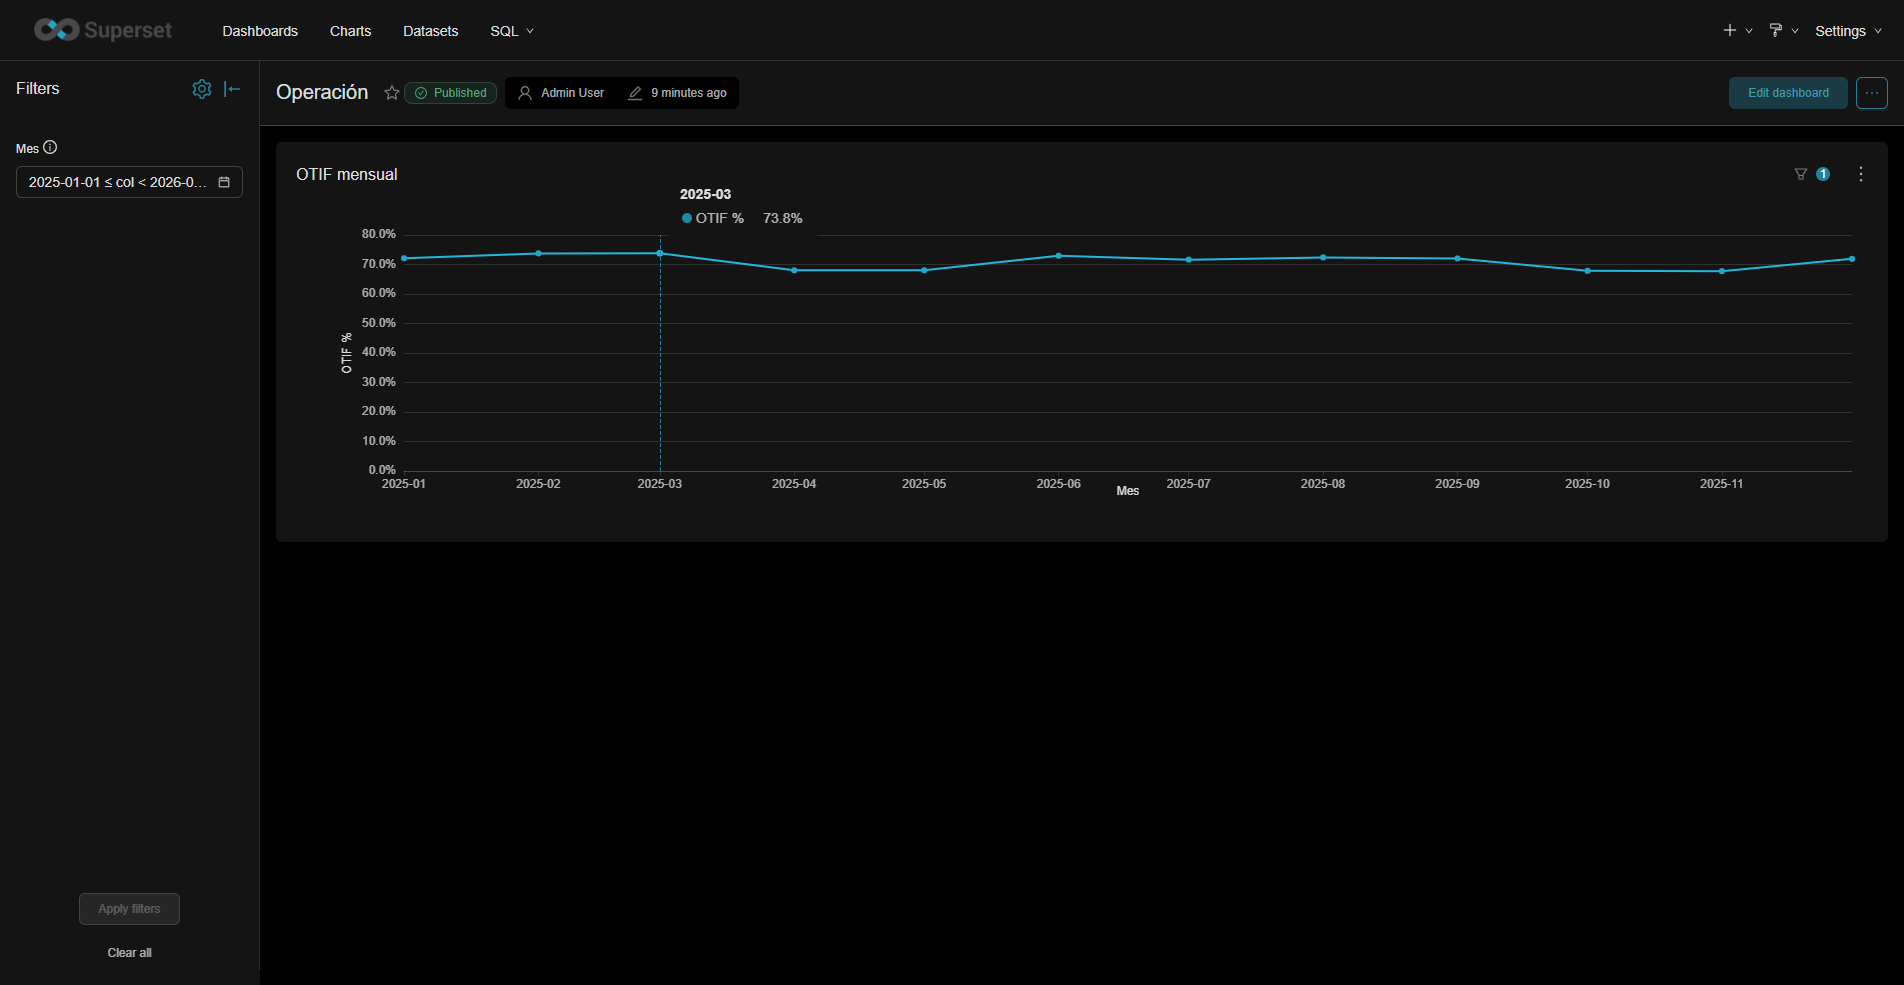 Superset
Dashboards
Charts
Datasets
SQL
Settings
Filters
Operación
Published
Admin User
9 minutes ago
Edit dashboard
Mes
2025-01-01 ≤ col < 2026-0...
OTIF mensual
1
2025-03
OTIF % 73.8%
80.0%
70.0%
60.0%
50.0%
40.0%
30.0%
20.0%
10.0%
0.0%
OTIF %
2025-01
2025-02
2025-03
2025-04
2025-05
2025-06
2025-07
2025-08
2025-09
2025-10
2025-11
Mes
Apply filters
Clear all